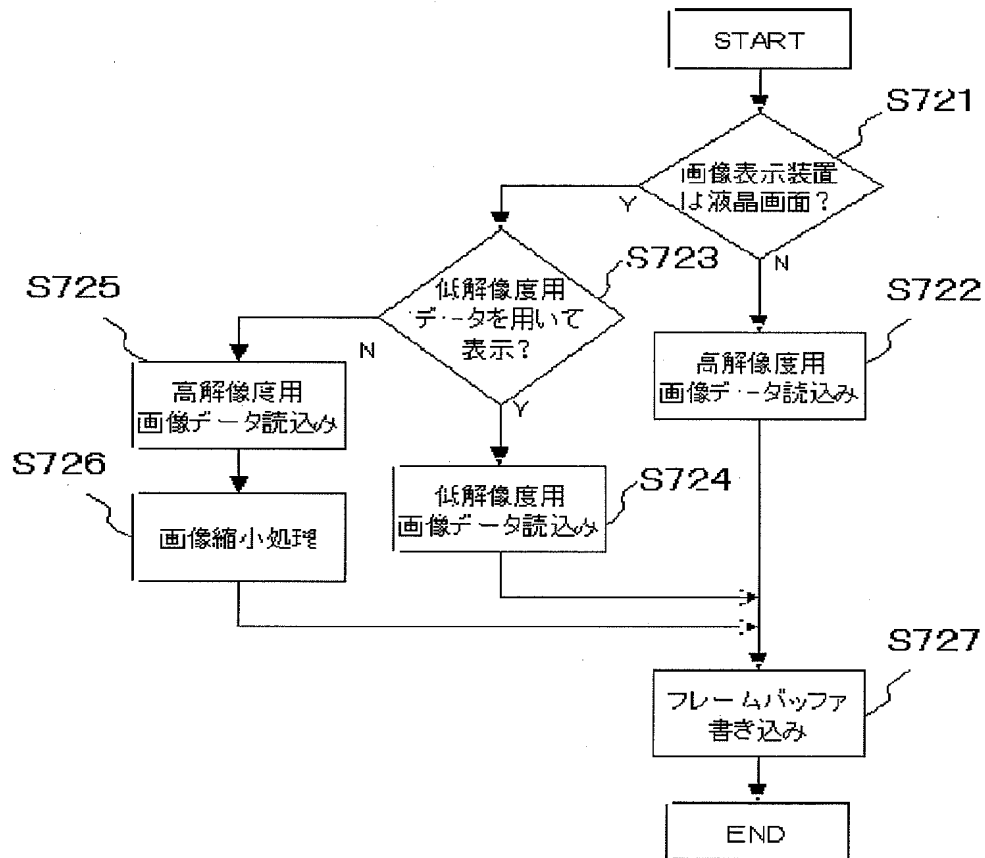 START
S721
画像表示装置
は液晶画面?
Y
N
S723
低解像度用
データを用いて
表示?
N
Y
S725
高解像度用
画像データ読込み
S722
高解像度用
画像データ読込み
S726
画像縮小処理
S724
低解像度用
画像データ読込み
S727
フレームバッファ
書き込み
END